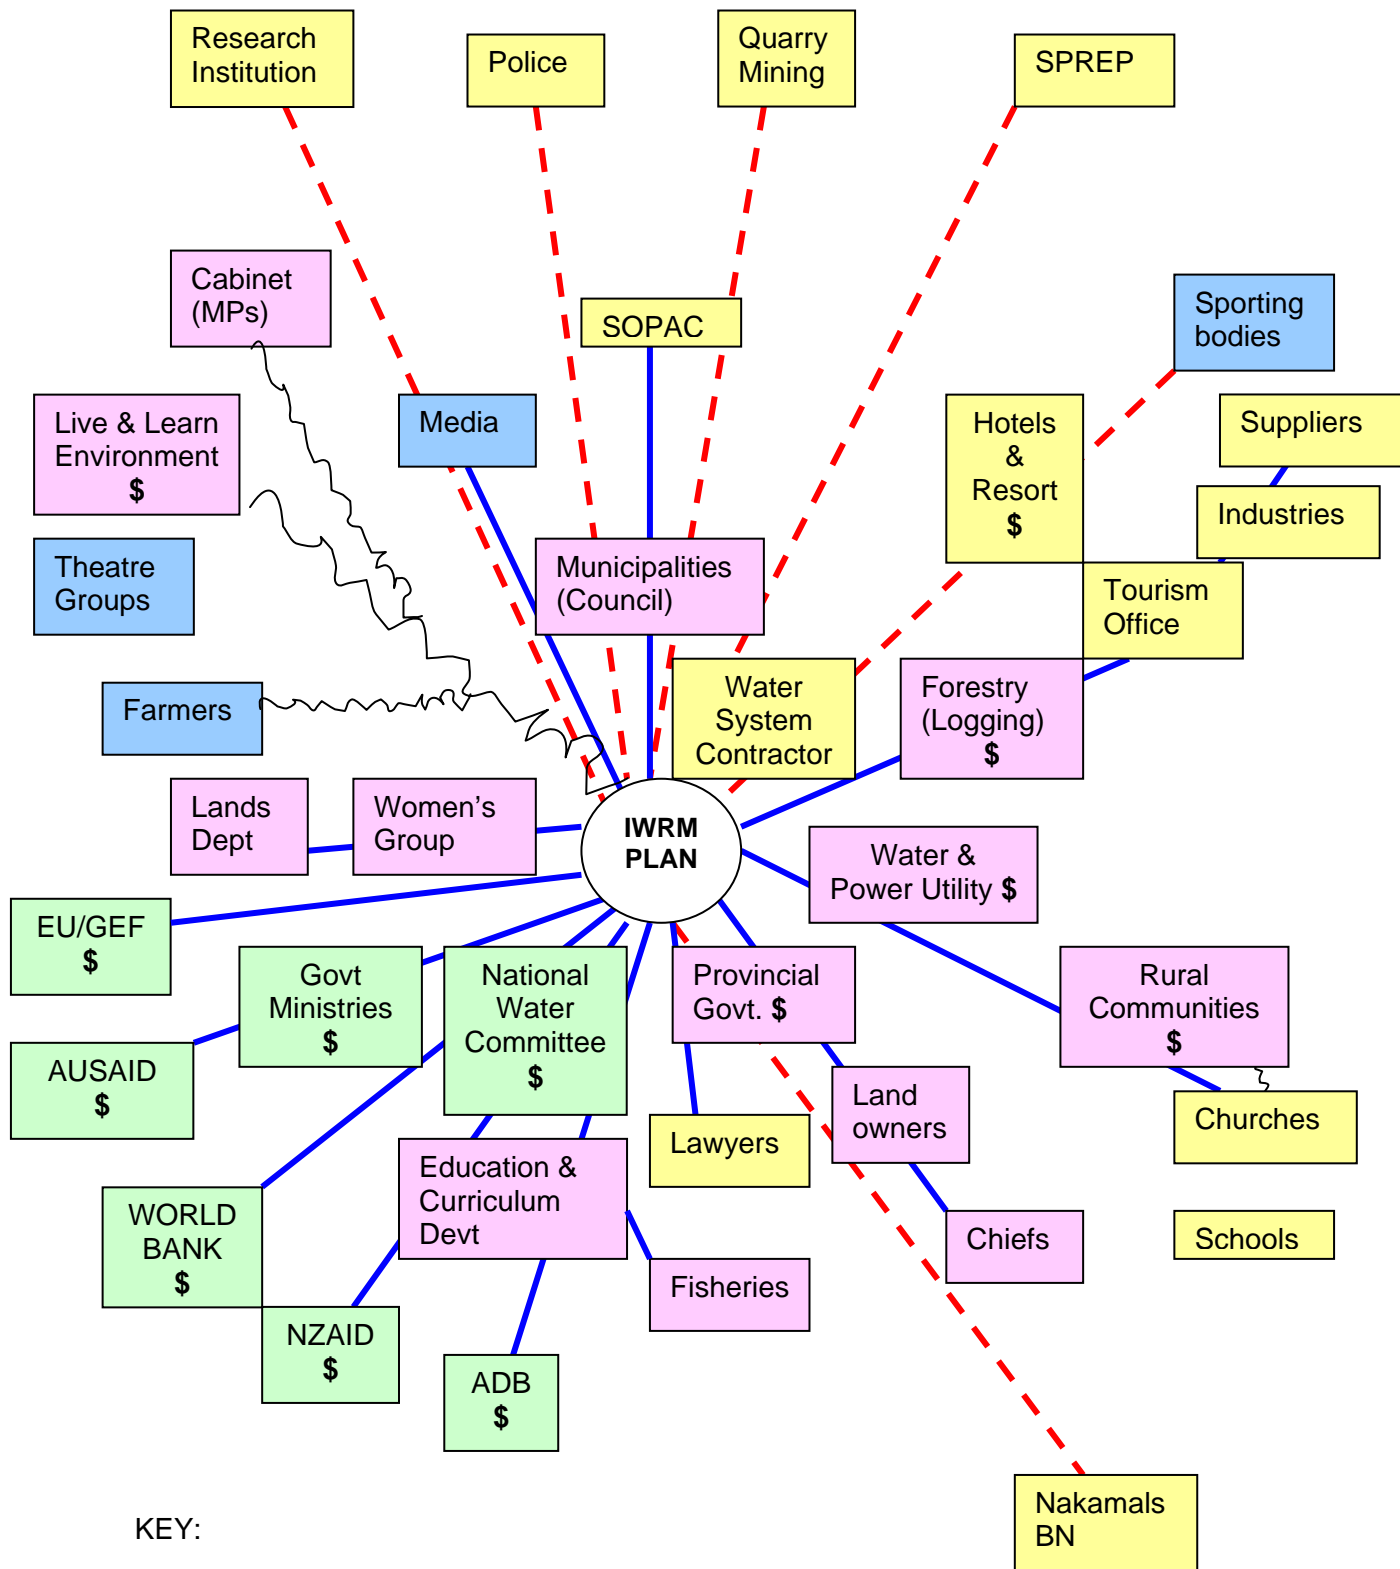 Research
Institution
Police
Quarry
Mining
SPREP
Cabinet
(MPs)
SOPAC
Sporting
bodies
Live & Learn
Environment
$
Media
Hotels
&
Resort
$
Suppliers
Industries
Theatre
Groups
Municipalities
(Council)
Tourism
Office
Farmers
Water
System
Contractor
Forestry
(Logging)
$
Lands
Dept
Women's
Group
IWRM
PLAN
Water &
Power Utility $
EU/GEF
$
Govt
Ministries
$
National
Water
Committee
$
Provincial
Govt. $
Rural
Communities
$
AUSAID
$
Land
owners
Churches
Lawyers
Education &
Curriculum
Devt
WORLD
BANK
$
Chiefs
Schools
Fisheries
NZAID
$
ADB
$
Nakamals
BN
KEY: